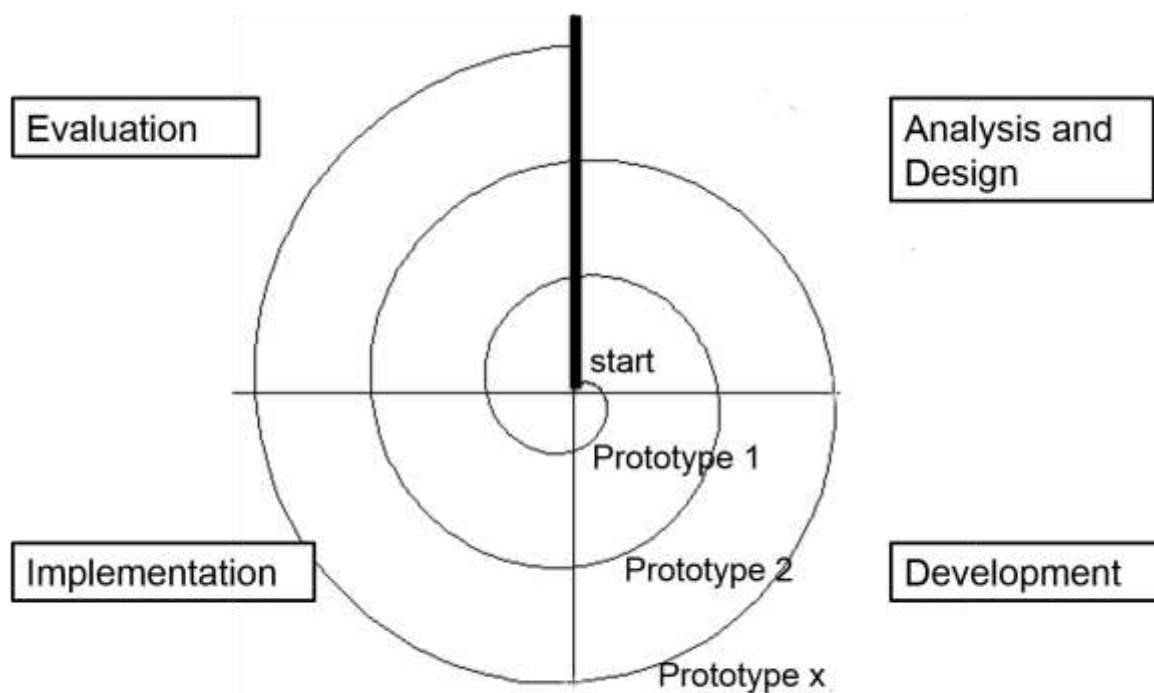 Evaluation
Analysis and
Design
start
Prototype 1
Implementation
Prototype 2
Development
Prototype x